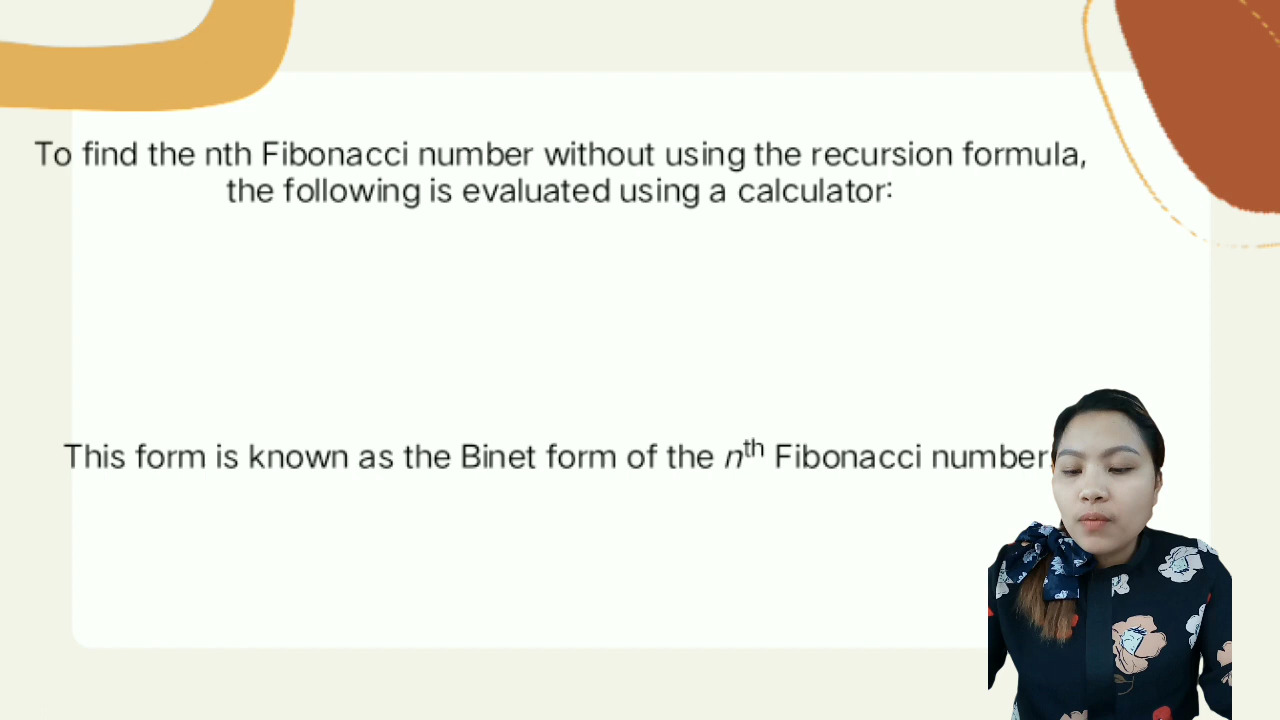 To find the nth Fibonacci number without using the recursion formula,
the following is evaluated using a calculator:
This form is known as the Binet form of the nᵗʰ Fibonacci number.